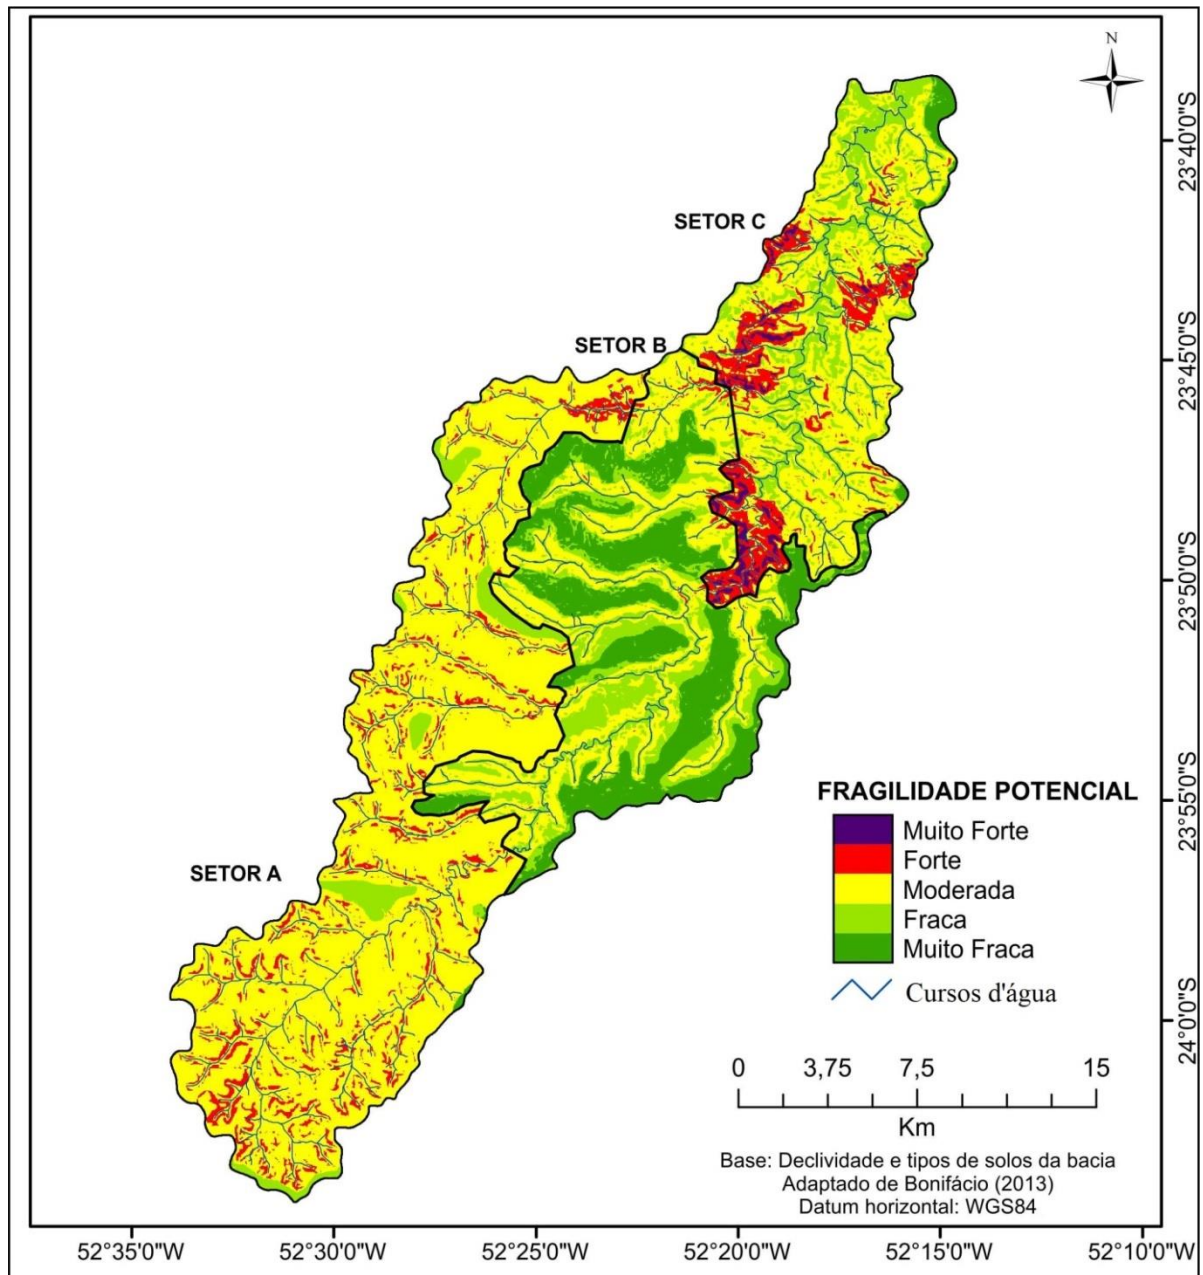 N
SETOR C
SETOR B
SETOR A
23°40'0"S
23°45'0"S
23°50'0"S
23°55'0"S
24°0'0"S
FRAGILIDADE POTENCIAL
Muito Forte
Forte
Moderada
Fraca
Muito Fraca
Cursos d'água
0 3,75 7,5 15
Km
Base: Declividade e tipos de solos da bacia
Adaptado de Bonifácio (2013)
Datum horizontal: WGS84
52°35'0"W 52°30'0"W 52°25'0"W 52°20'0"W 52°15'0"W 52°10'0"W